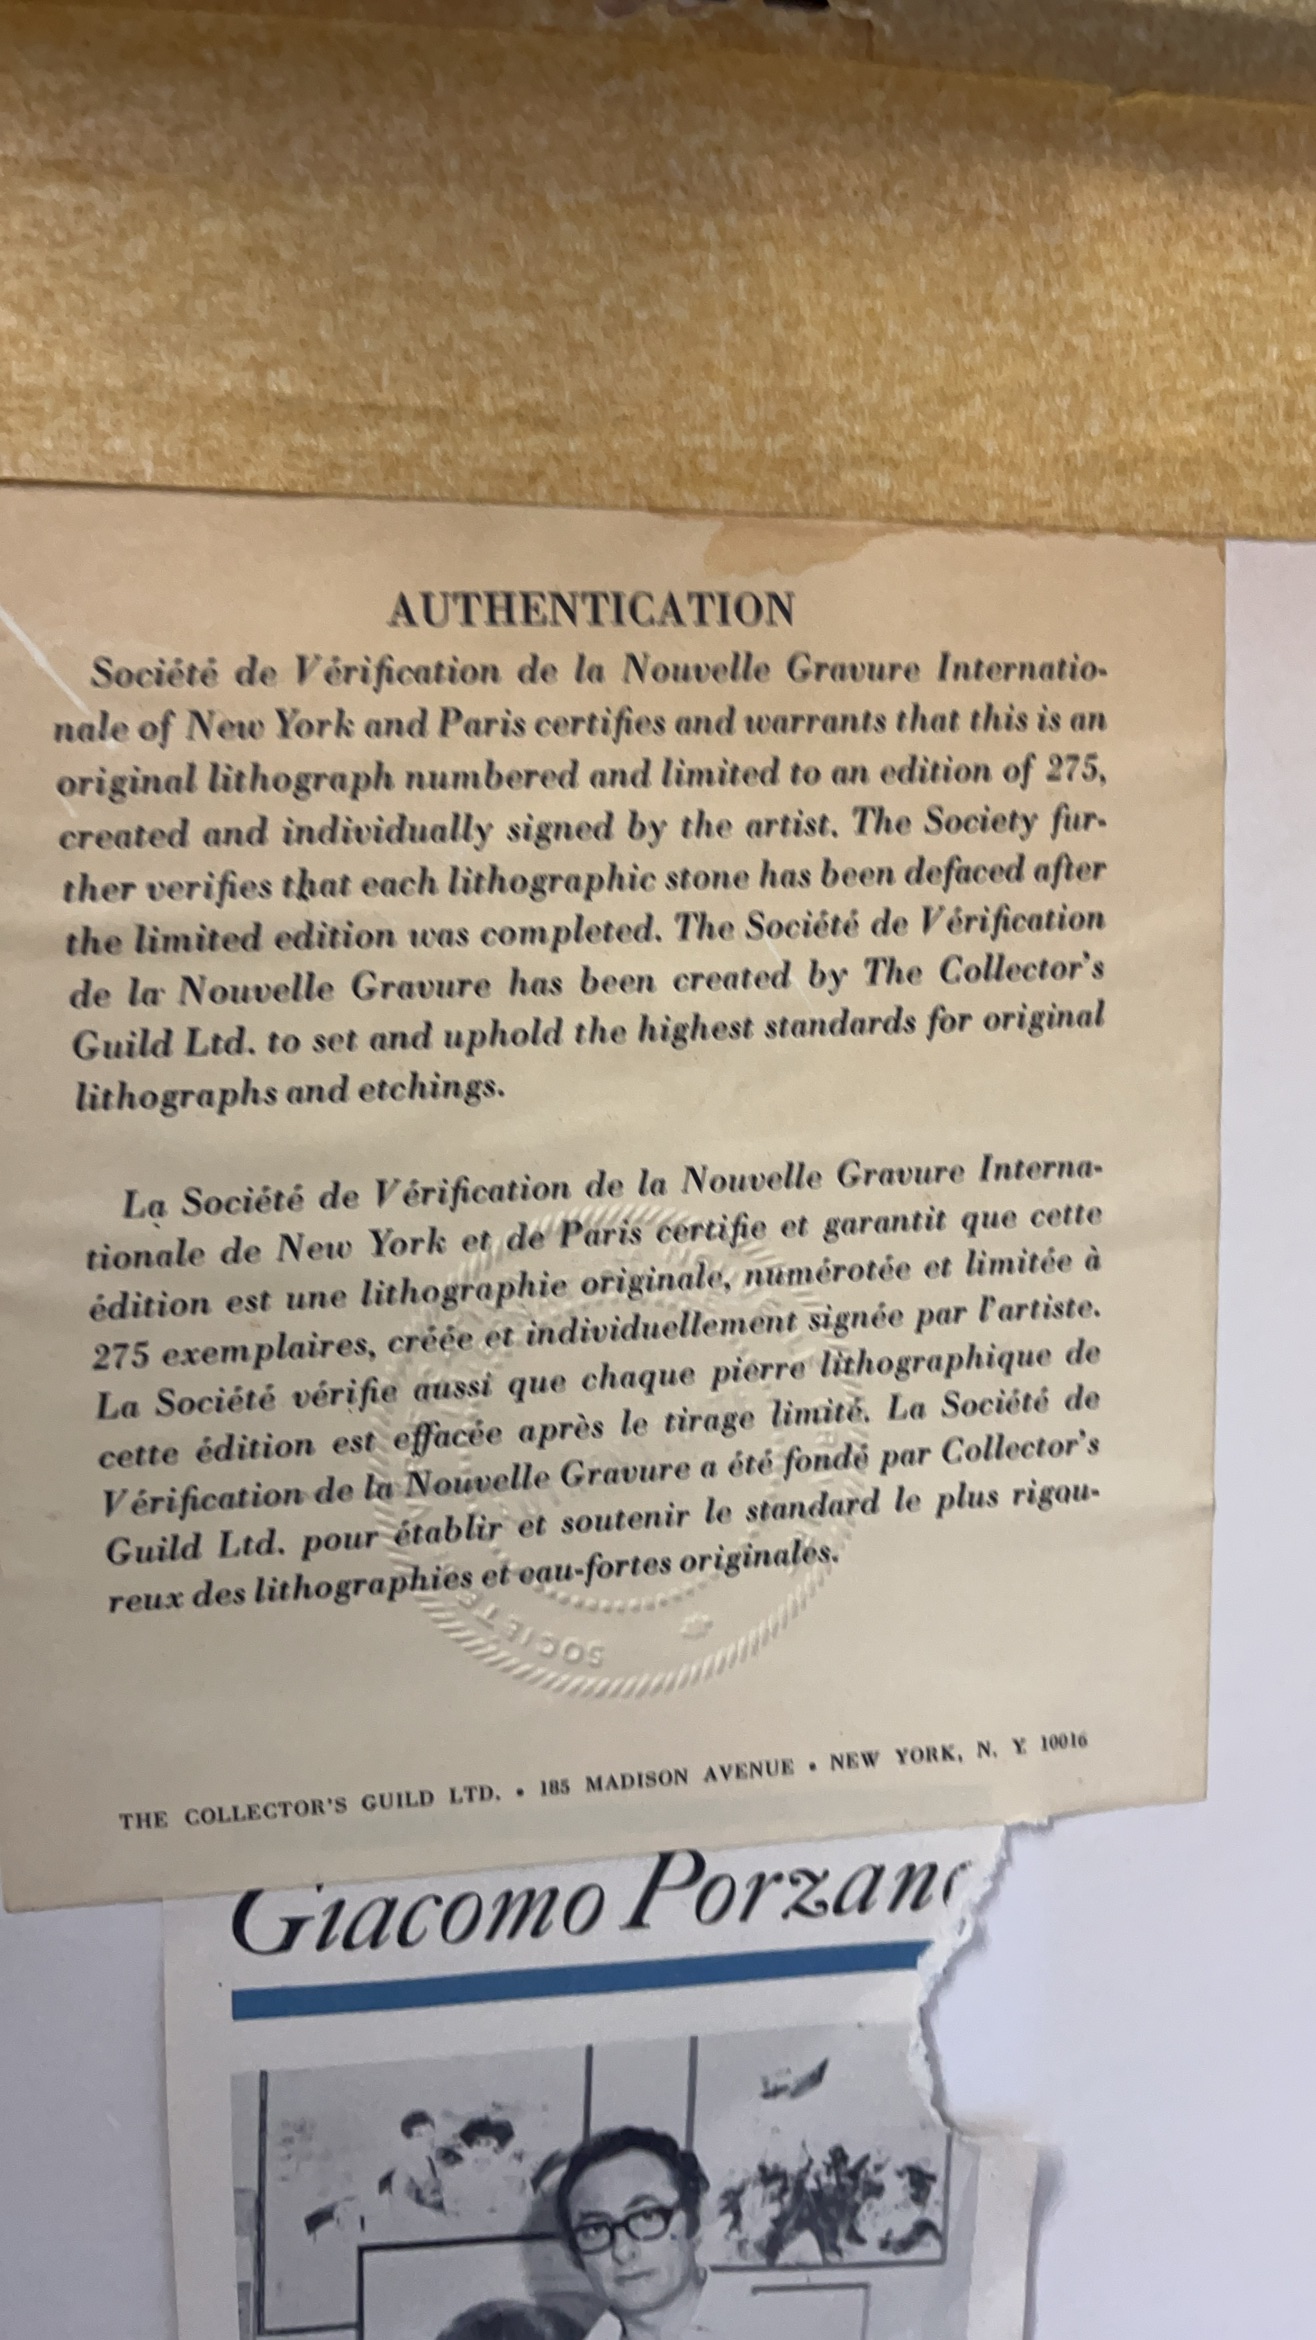 AUTHENTICATION
Société de Vérification de la Nouvelle Gravure Internatio-
nale of New York and Paris certifies and warrants that this is an
original lithograph numbered and limited to an edition of 275,
created and individually signed by the artist. The Society fur-
ther verifies that each lithographic stone has been defaced after
the limited edition was completed. The Société de Vérification
de la Nouvelle Gravure has been created by The Collector's
Guild Ltd. to set and uphold the highest standards for original
lithographs and etchings.
La Société de Vérification de la Nouvelle Gravure Interna-
tionale de New York et de Paris certifie et garantit que cette
édition est une lithographie originale, numérotée et limitée à
275 exemplaires, créée et individuellement signée par l'artiste.
La Société vérifie aussi que chaque pierre lithographique de
cette édition est effacée après le tirage limité. La Société de
Vérification de la Nouvelle Gravure a été fondé par Collector's
Guild Ltd. pour établir et soutenir le standard le plus rigou-
reux des lithographies et eau-fortes originales.
SOCIETE
THE COLLECTOR'S GUILD LTD. • 185 MADISON AVENUE • NEW YORK, N. Y. 10016
Giacomo Porzano